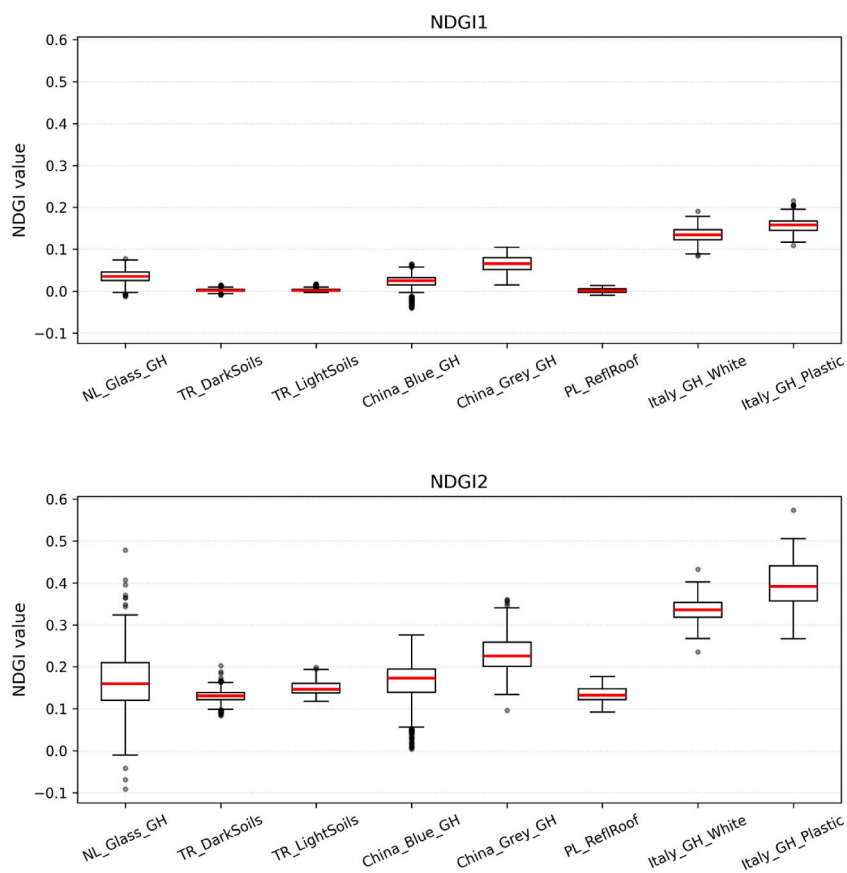 NDGI1
0.6
0.5
0.4
0.3
0.2
0.1
0.0
−0.1
NDGI value
NL_Glass_GH
TR_DarkSoils
TR_LightSoils
China_Blue_GH
China_Grey_GH
PL_ReflRoof
Italy_GH_White
Italy_GH_Plastic
NDGI2
0.6
0.5
0.4
0.3
0.2
0.1
0.0
−0.1
NDGI value
NL_Glass_GH
TR_DarkSoils
TR_LightSoils
China_Blue_GH
China_Grey_GH
PL_ReflRoof
Italy_GH_White
Italy_GH_Plastic